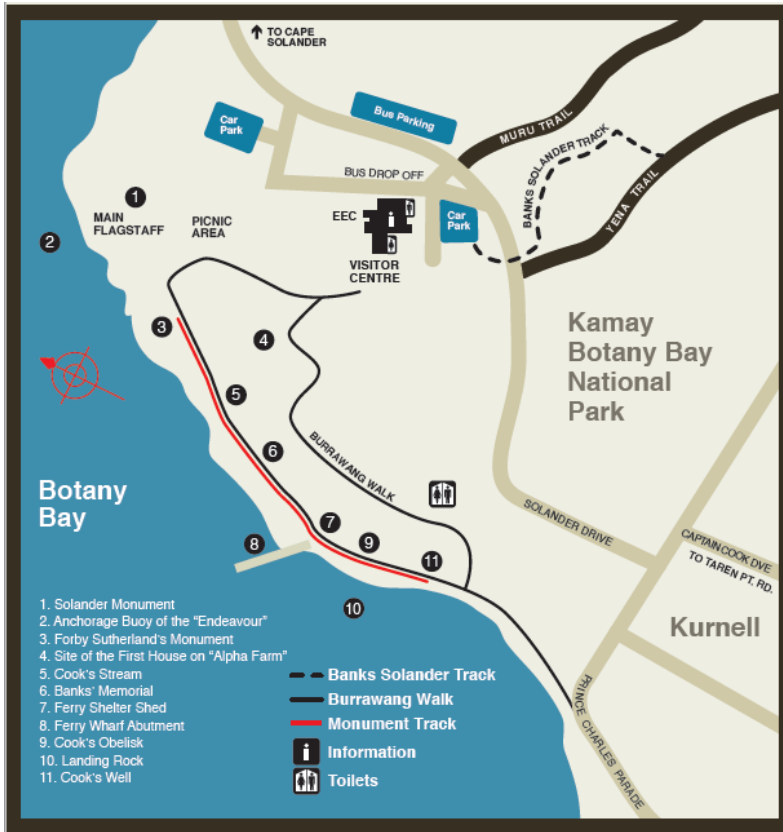 TO CAPE
SOLANDER
Car
Park
Bus Parking
MURU TRAIL
BANKS SOLANDER TRACK
YENA TRAIL
BUS DROP OFF
1
MAIN
FLAGSTAFF
PICNIC
AREA
EEC
i
Car
Park
VISITOR
CENTRE
2
3
4
Kamay
Botany Bay
National
Park
5
6
BURRAWANG WALK
Botany
Bay
7
8
9
11
10
SOLANDER DRIVE
CAPTAIN COOK DVE
TO TAREN PT. RD.
Kurnell
PRINCE CHARLES PARADE
1. Solander Monument
2. Anchorage Buoy of the “Endeavour”
3. Forby Sutherland's Monument
4. Site of the First House on “Alpha Farm”
5. Cook's Stream
6. Banks' Memorial
7. Ferry Shelter Shed
8. Ferry Wharf Abutment
9. Cook's Obelisk
10. Landing Rock
11. Cook's Well
Banks Solander Track
Burrawang Walk
Monument Track
i Information
Toilets